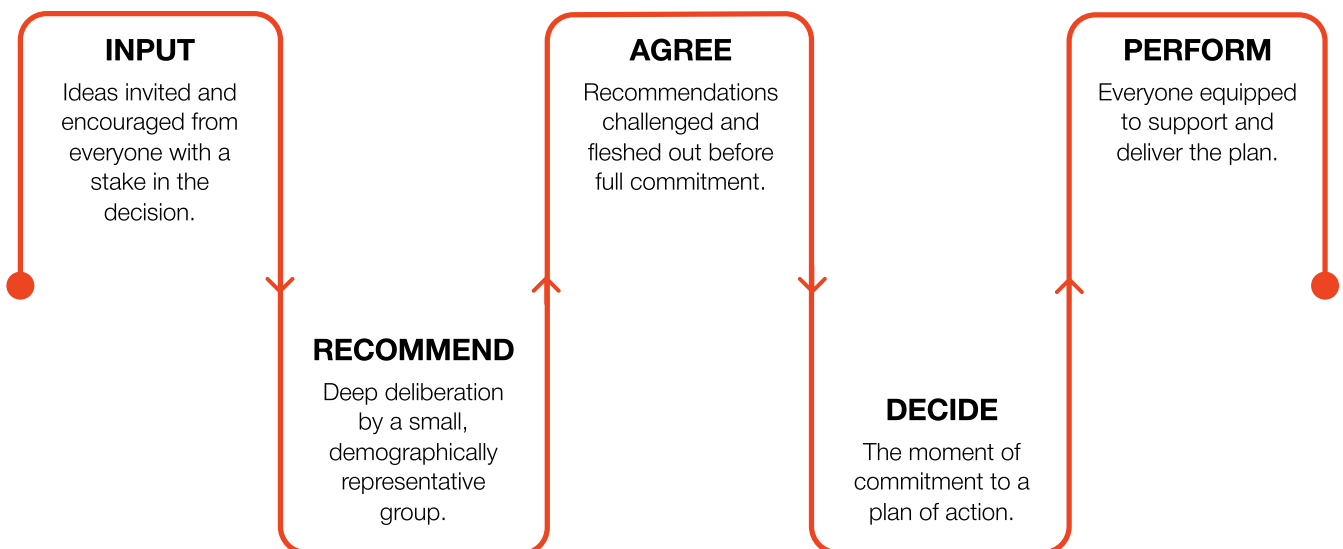 INPUT
Ideas invited and
encouraged from
everyone with a
stake in the
decision.
RECOMMEND
Deep deliberation
by a small,
demographically
representative
group.
AGREE
Recommendations
challenged and
fleshed out before
full commitment.
DECIDE
The moment of
commitment to a
plan of action.
PERFORM
Everyone equipped
to support and
deliver the plan.